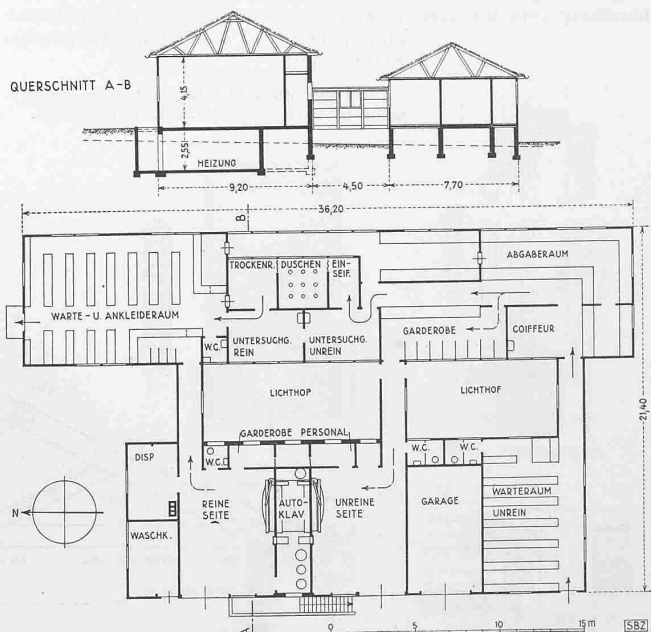 QUERSCHNITT A-B
4,15
2,55
HEIZUNG
9,20
4,50
7,70
36,20
B
TROCKENR.
DUSCHEN
EIN-
SEIF.
ABGABERAUM
WARTE- U. ANKLEIDERAUM
W.C.
UNTERSUCHG.
REIN
UNTERSUCHG.
UNREIN
GARDEROBE
COIFFEUR
LICHTHOF
LICHTHOF
21,40
GARDEROBE PERSONAL
DISP
W.C.
W.C.
W.C.
N
REINE
SEITE
AUTO-
KLAV
UNREINE
SEITE
GARAGE
WARTERAUM
UNREIN
WASCHK.
A
0
5
10
15 m
SBZ